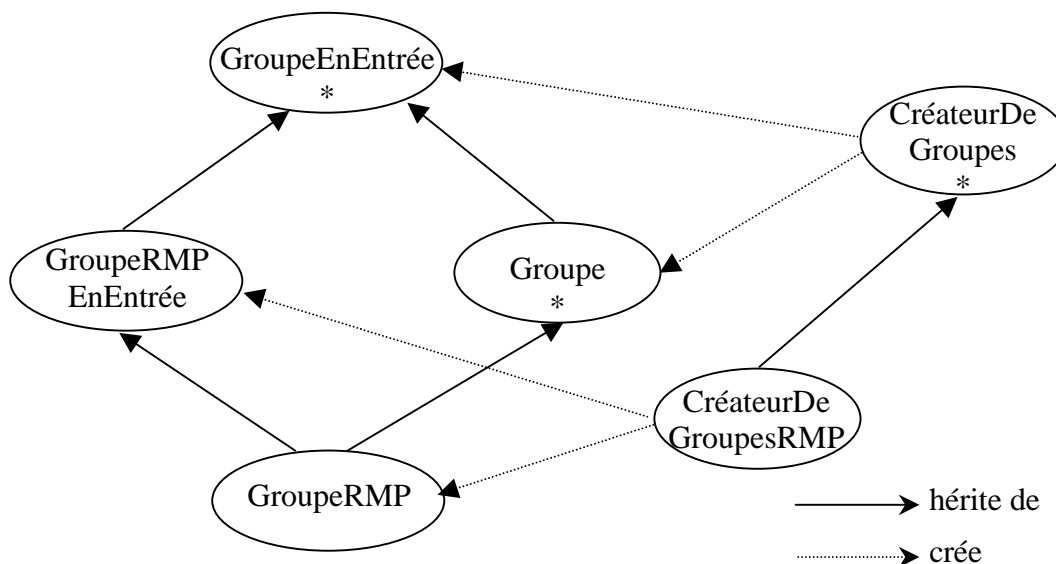 GroupeEnEntrée
*
CréateurDe
Groupes
*
GroupeRMP
EnEntrée
Groupe
*
CréateurDe
GroupesRMP
GroupeRMP
hérite de
crée